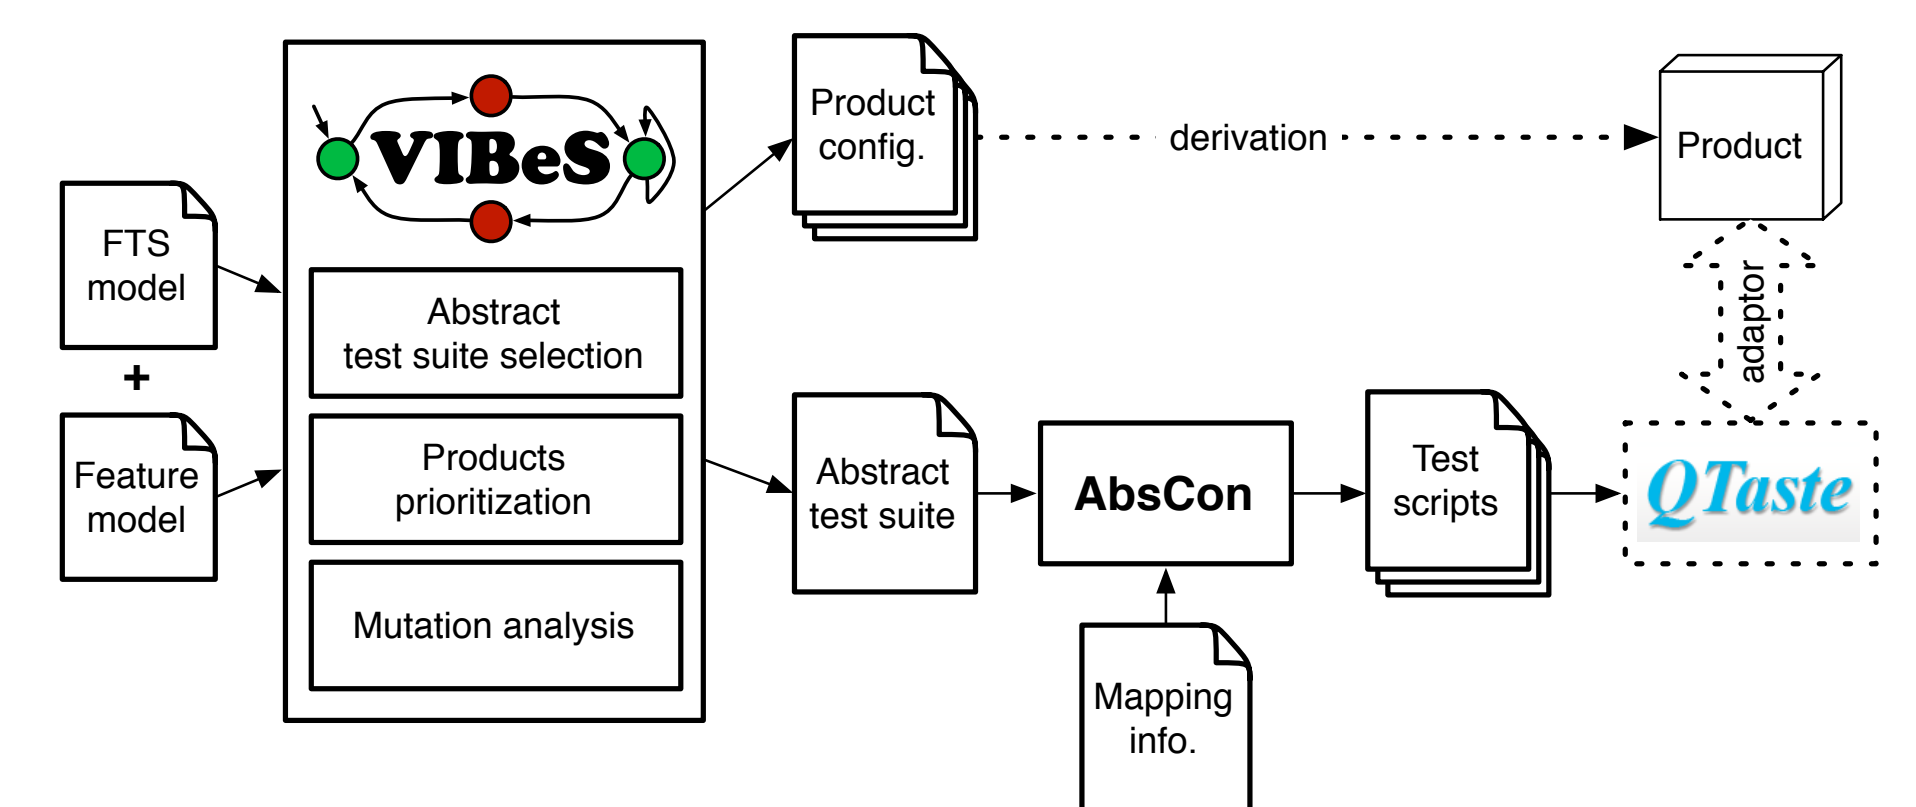 FTS
model
+
Feature
model
VIBeS
Abstract
test suite selection
Products
prioritization
Mutation analysis
Product
config.
derivation
Product
adaptor
Abstract
test suite
AbsCon
Mapping
info.
Test
scripts
QTaste